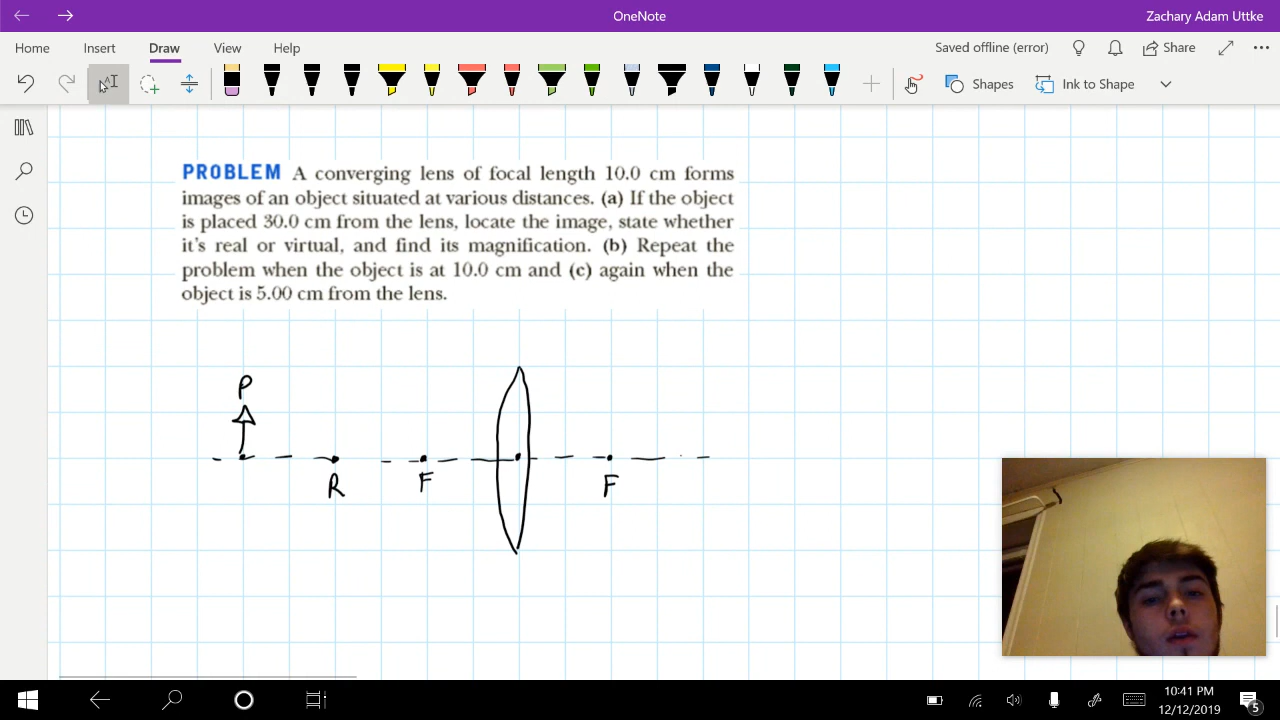 OneNote
Zachary Adam Uttke
Home Insert Draw View Help
Saved offline (error)
Share
Shapes
Ink to Shape
PROBLEM A converging lens of focal length 10.0 cm forms
images of an object situated at various distances. (a) If the object
is placed 30.0 cm from the lens, locate the image, state whether
it's real or virtual, and find its magnification. (b) Repeat the
problem when the object is at 10.0 cm and (c) again when the
object is 5.00 cm from the lens.
P
R F F
10:41 PM
12/12/2019
5